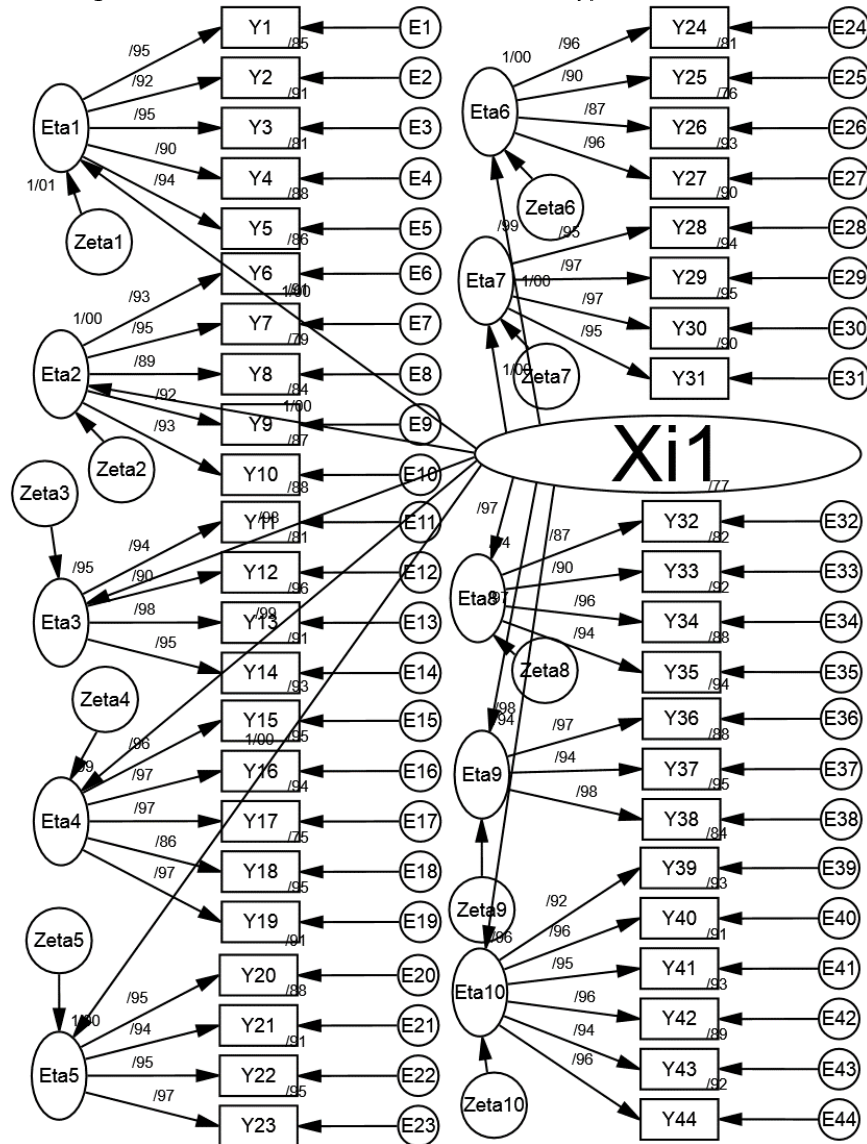 Y1 /85 E1
/95
Y2 /91 E2
/92
Eta1 /95 Y3 /81 E3
/90 Y4 /88 E4
1/01 /94
Zeta1 Y5 /86 E5
Y6 E6
/93
1/00 /95 Y7 /79 E7
Eta2 /89 Y8 /84 E8
/92 1/00
Y9 /87 E9
/93
Zeta2 Y10 /88 E10
Zeta3
/98
Y11 /81 E11
/95 /94
/90 Y12 /96 E12
Eta3 /98 /99
Y13 /91 E13
/95 Y14 /93 E14
Zeta4
Y15 /95 E15
/96 1/00
/97 Y16 /94 E16
Eta4 /97 Y17 /75 E17
/86 Y18 /95 E18
/97 Y19 /91 E19
Zeta5
/95 Y20 /88 E20
1/00 /94 Y21 /91 E21
Eta5 /95 Y22 /95 E22
/97 Y23 E23
Y24 /81 E24
1/00 /96
/90 Y25 /76 E25
Eta6 /87 Y26 /93 E26
/96 Y27 /90 E27
Zeta6
/99 /95 Y28 /94 E28
Eta7 1/00 /97 Y29 /95 E29
/97 Y30 /90 E30
/95 Y31 E31
Zeta7
1/00
Xi1
/77
/97 /87 Y32 /82 E32
/90 Y33 /92 E33
Eta8 /97 /96 Y34 /88 E34
/94 Y35 /94 E35
Zeta8
/98 /94
/97 Y36 /88 E36
Eta9 /94 Y37 /95 E37
/98 Y38 /84 E38
Zeta9
/92 Y39 /93 E39
/96 /96 Y40 /91 E40
Eta10 /95 Y41 /93 E41
/96 Y42 /89 E42
/94 Y43 /92 E43
/96 Y44 E44
Zeta10